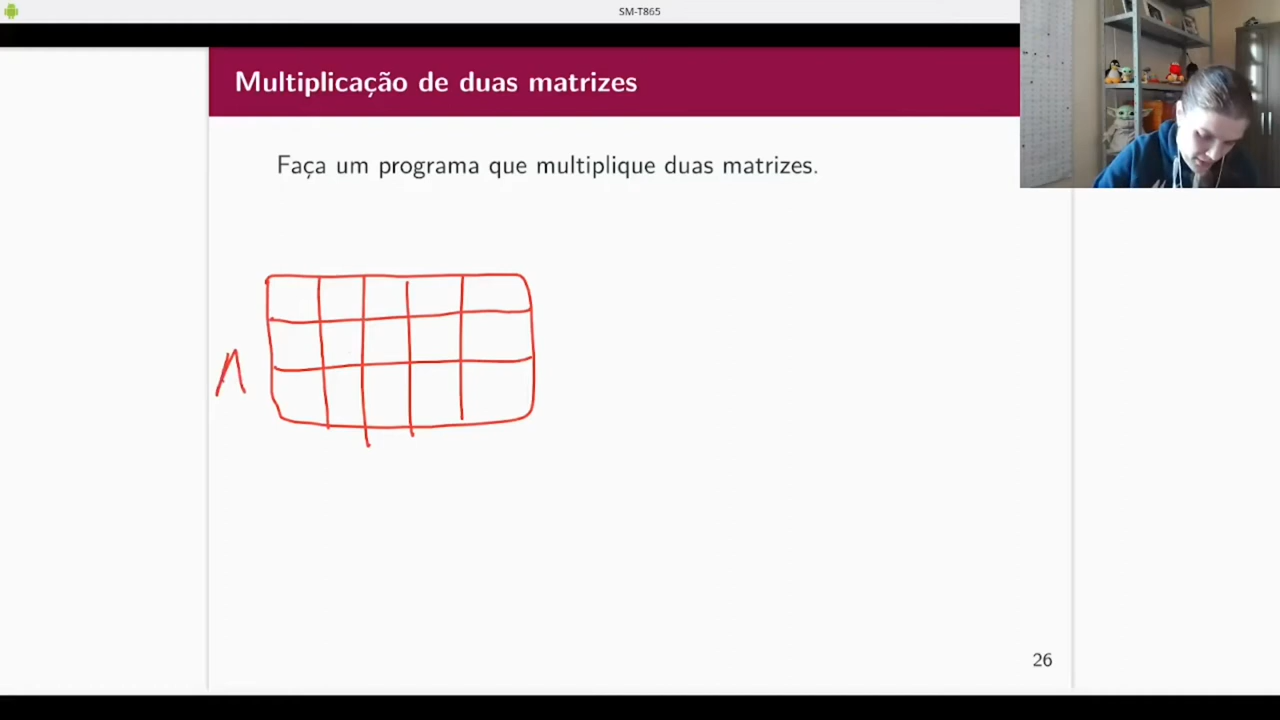 SM-T865
Multiplicação de duas matrizes
Faça um programa que multiplique duas matrizes.
26